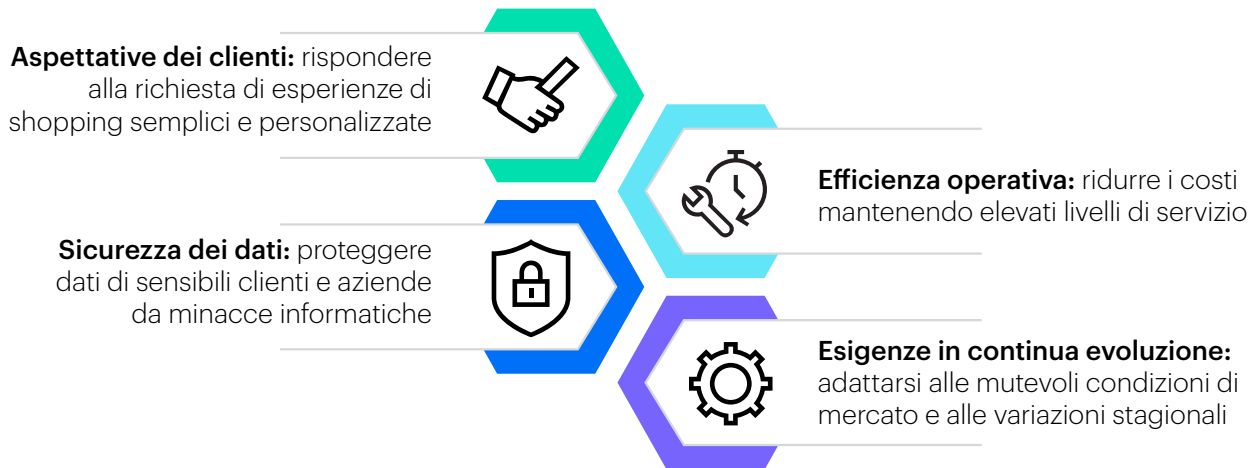 Aspettative dei clienti: rispondere
alla richiesta di esperienze di
shopping semplici e personalizzate
Efficienza operativa: ridurre i costi
mantenendo elevati livelli di servizio
Sicurezza dei dati: proteggere
dati di sensibili clienti e aziende
da minacce informatiche
Esigenze in continua evoluzione:
adattarsi alle mutevoli condizioni di
mercato e alle variazioni stagionali